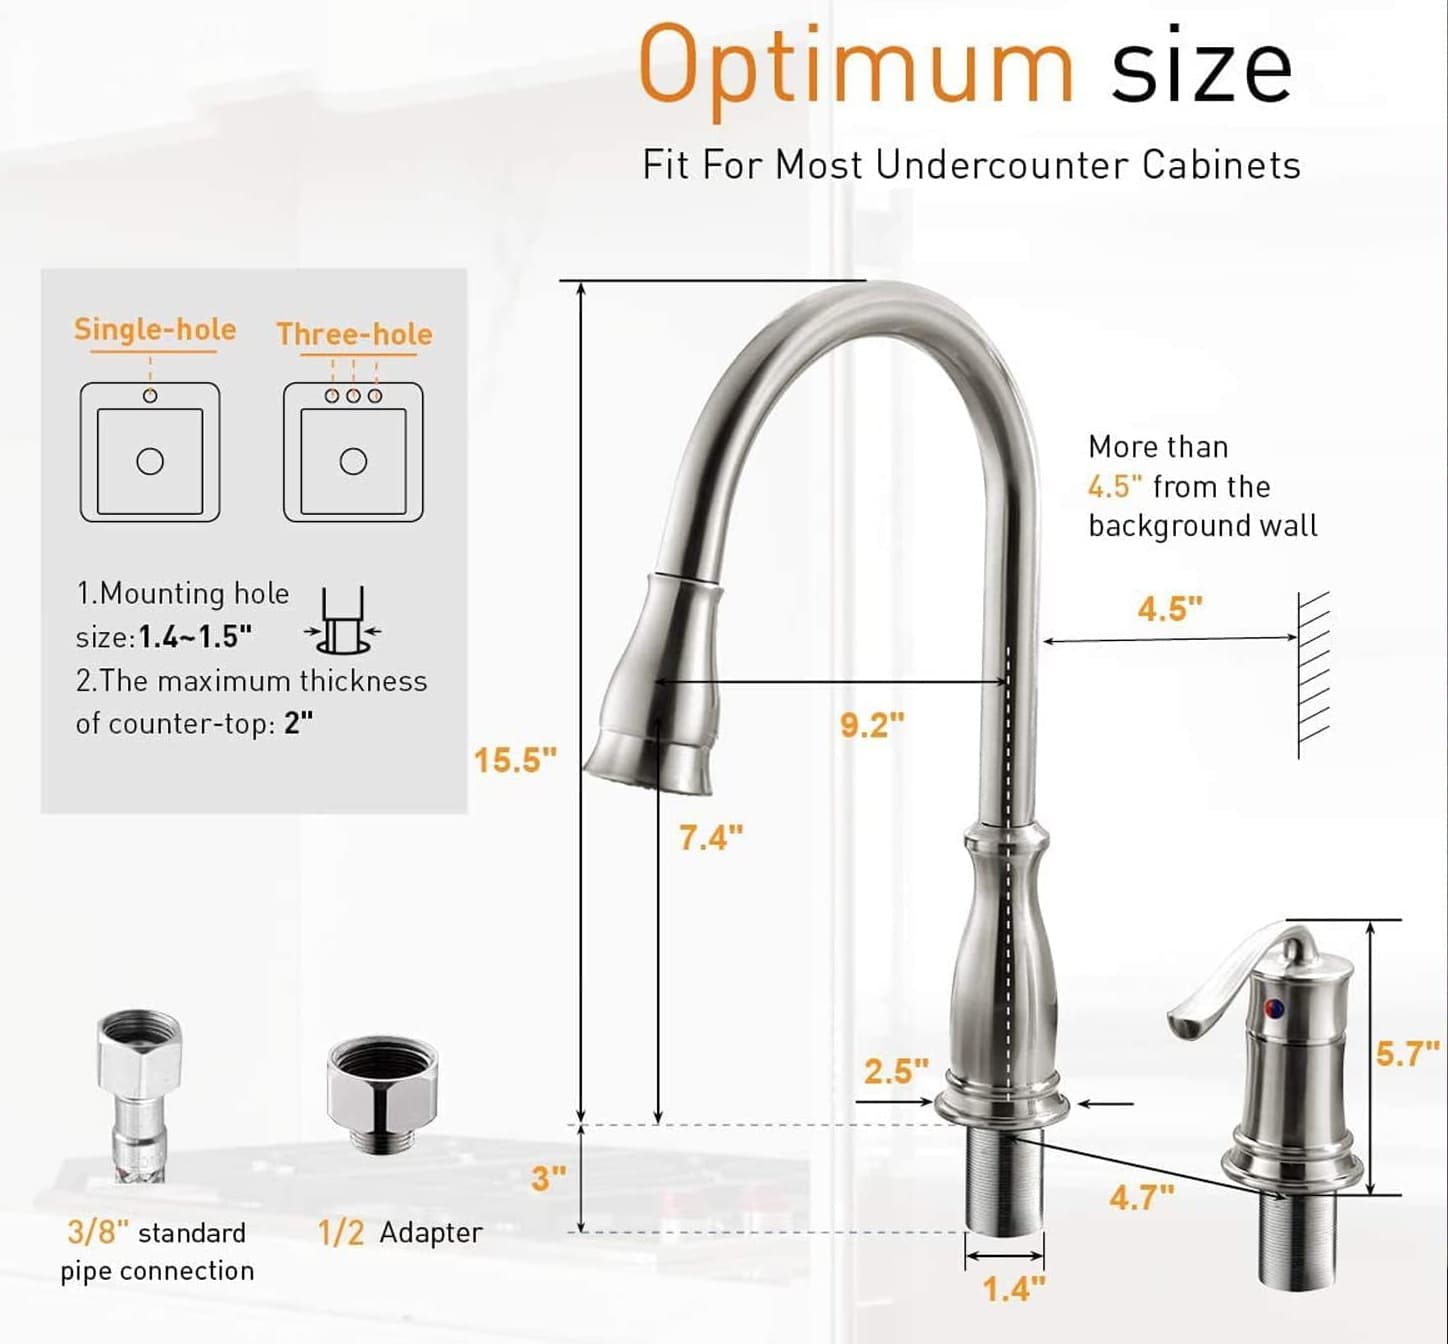 Optimum size
Fit For Most Undercounter Cabinets
Single-hole
Three-hole
1.Mounting hole
size:1.4~1.5"
2.The maximum thickness
of counter-top: 2"
15.5"
9.2"
7.4"
More than
4.5" from the
background wall
4.5"
2.5"
5.7"
3"
4.7"
1.4"
3/8" standard
pipe connection
1/2 Adapter